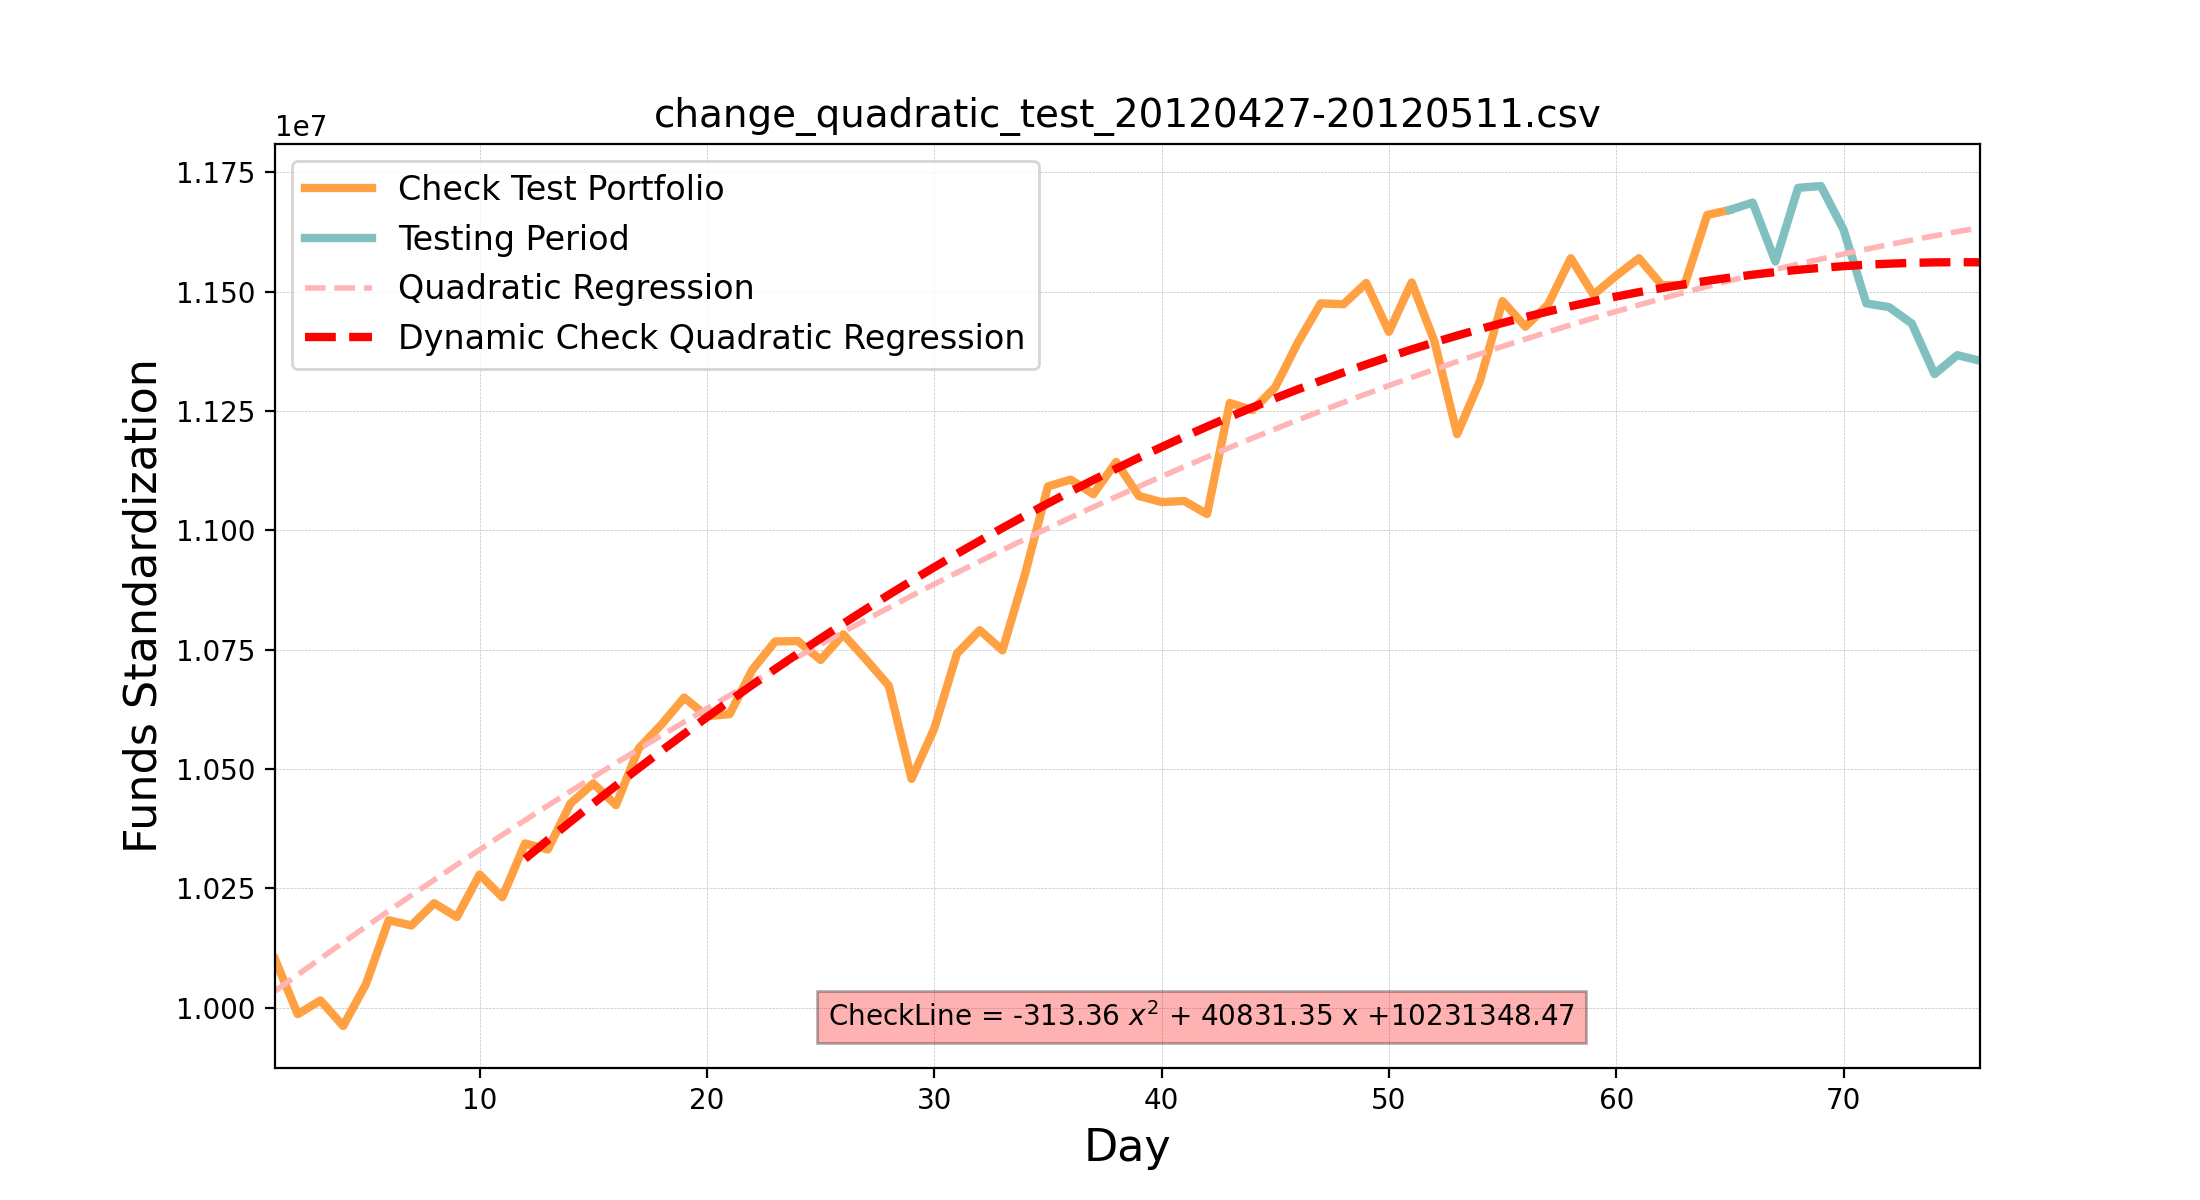 change_quadratic_test_20120427-20120511.csv
1e7
Check Test Portfolio
Testing Period
Quadratic Regression
Dynamic Check Quadratic Regression
Funds Standardization
1.175
1.150
1.125
1.100
1.075
1.050
1.025
1.000
CheckLine = -313.36 x² + 40831.35 x +10231348.47
10 20 30 40 50 60 70
Day